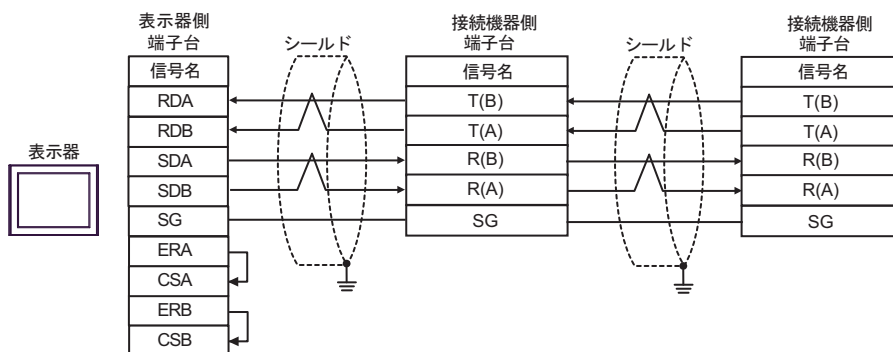 表示器
表示器側
端子台
信号名
RDA
RDB
SDA
SDB
SG
ERA
CSA
ERB
CSB
シールド
接続機器側
端子台
信号名
T(B)
T(A)
R(B)
R(A)
SG
シールド
接続機器側
端子台
信号名
T(B)
T(A)
R(B)
R(A)
SG